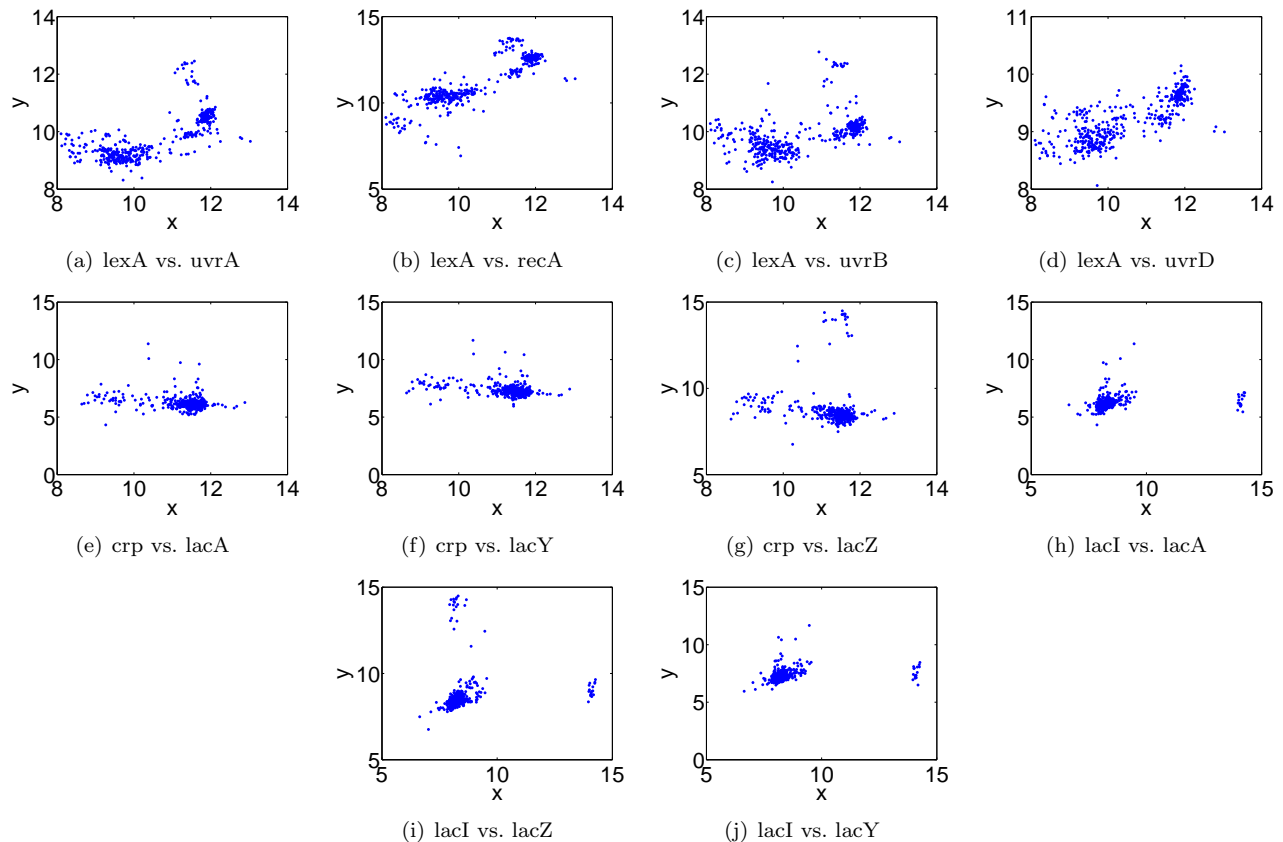 14
12
10
8
8 10 12 14
y
x
(a) lexA vs. uvrA
15
10
5
8 10 12 14
y
x
(b) lexA vs. recA
14
12
10
8
8 10 12 14
y
x
(c) lexA vs. uvrB
11
10
9
8
8 10 12 14
y
x
(d) lexA vs. uvrD
15
10
5
0
8 10 12 14
y
x
(e) crp vs. lacA
15
10
5
0
8 10 12 14
y
x
(f) crp vs. lacY
15
10
5
8 10 12 14
y
x
(g) crp vs. lacZ
15
10
5
0
5 10 15
y
x
(h) lacI vs. lacA
15
10
5
5 10 15
y
x
(i) lacI vs. lacZ
15
10
5
0
5 10 15
y
x
(j) lacI vs. lacY